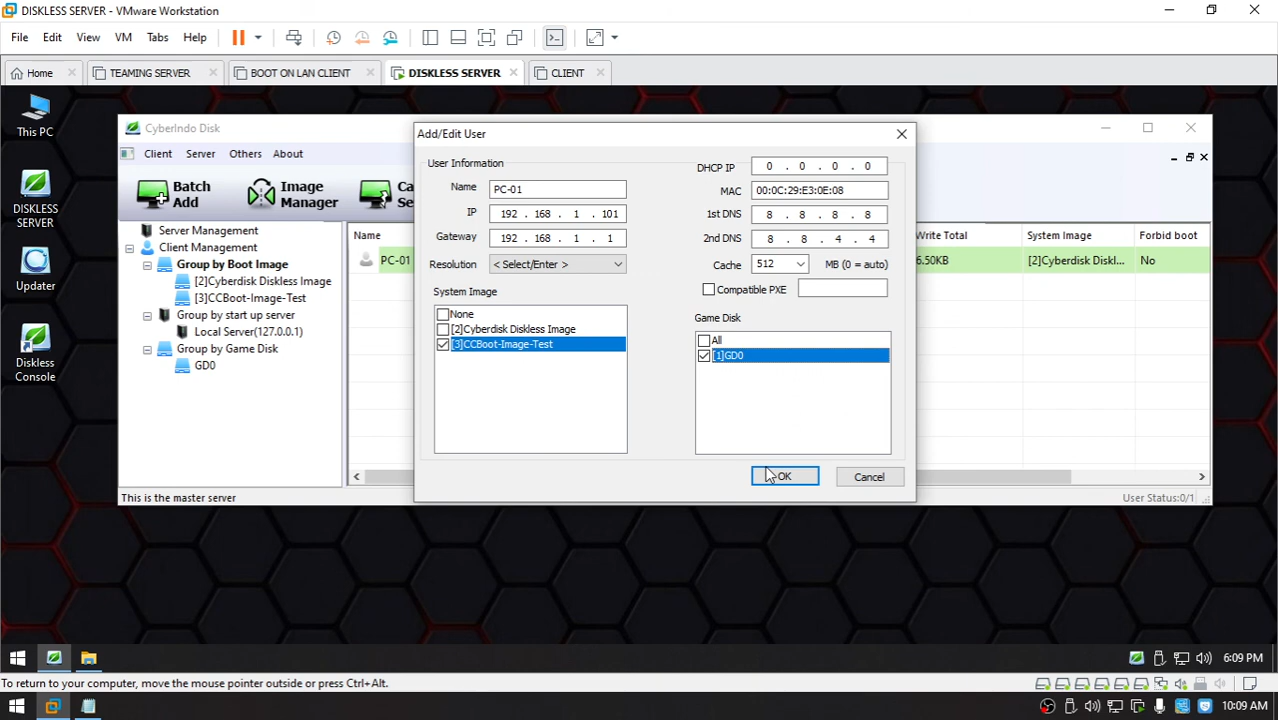 DISKLESS SERVER - VMware Workstation
File Edit View VM Tabs Help
Home TEAMING SERVER BOOT ON LAN CLIENT DISKLESS SERVER CLIENT
This PC
DISKLESS
SERVER
Updater
Diskless
Console
CyberIndo Disk
Client Server Others About
Batch
Add
Image
Manager
Ca
Se
Server Management
Client Management
Group by Boot Image
[2]Cyberdisk Diskless Image
[3]CCBoot-Image-Test
Group by start up server
Local Server(127.0.0.1)
Group by Game Disk
GD0
This is the master server
Name
PC-01
Add/Edit User
User Information
Name PC-01
IP 192 . 168 . 1 . 101
Gateway 192 . 168 . 1 . 1
Resolution < Select/Enter >
System Image
None
[2]Cyberdisk Diskless Image
[3]CCBoot-Image-Test
DHCP IP 0 . 0 . 0 . 0
MAC 00:0C:29:E3:0E:08
1st DNS 8 . 8 . 8 . 8
2nd DNS 8 . 8 . 4 . 4
Cache 512 MB (0 = auto)
Compatible PXE
Game Disk
All
[1]GD0
OK Cancel
Write Total System Image Forbid boot
6.50KB [2]Cyberdisk Diskl... No
User Status:0/1
6:09 PM
To return to your computer, move the mouse pointer outside or press Ctrl+Alt.
10:09 AM